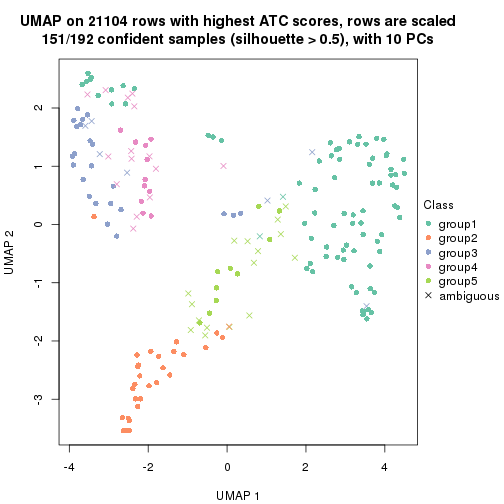 UMAP on 21104 rows with highest ATC scores, rows are scaled
151/192 confident samples (silhouette > 0.5), with 10 PCs
UMAP 2
2
1
0
-1
-2
-3
-4
-2
0
2
4
UMAP 1
Class
group1
group2
group3
group4
group5
ambiguous